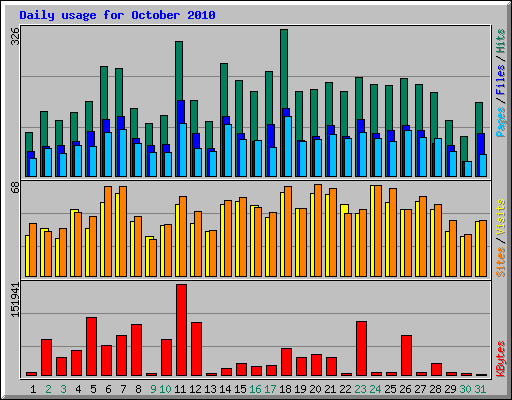 Daily usage for October 2010
326
Pages / Files / Hits
68
Sites / Visits
151941
KBytes
1 2 3 4 5 6 7 8 9 10 11 12 13 14 15 16 17 18 19 20 21 22 23 24 25 26 27 28 29 30 31